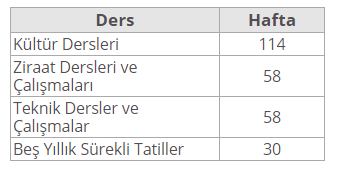 Ders Hafta
Kültür Dersleri 114
Ziraat Dersleri ve
Çalışmaları 58
Teknik Dersler ve
Çalışmalar 58
Beş Yıllık Sürekli Tatiller 30